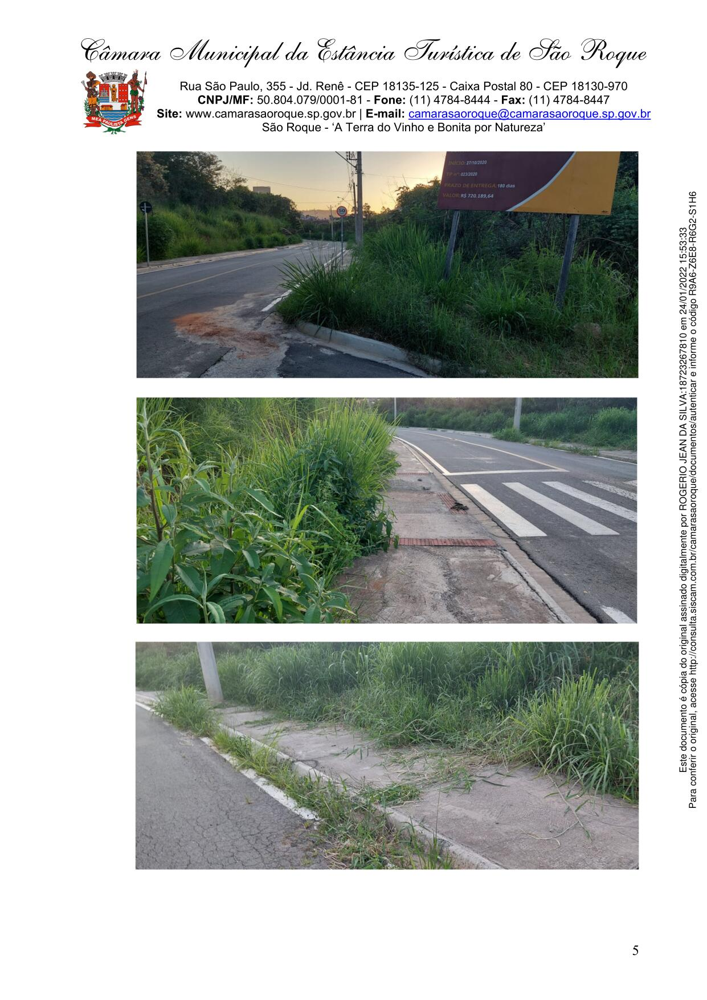 Câmara Municipal da Estância Turística de São Roque
Rua São Paulo, 355 - Jd. Renê - CEP 18135-125 - Caixa Postal 80 - CEP 18130-970
CNPJ/MF: 50.804.079/0001-81 - Fone: (11) 4784-8444 - Fax: (11) 4784-8447
Site: www.camarasaoroque.sp.gov.br | E-mail: camarasaoroque@camarasaoroque.sp.gov.br
São Roque - ‘A Terra do Vinho e Bonita por Natureza’
MEA PAULISTA GENS
INÍCIO: 27/10/2020
TP nº: 023/2020
PRAZO DE ENTREGA: 180 dias
VALOR: R$ 720.189,64
50
Este documento é cópia do original assinado digitalmente por ROGERIO JEAN DA SILVA:18723267810 em 24/01/2022 15:53:33
Para conferir o original, acesse http://consulta.siscam.com.br/camarasaoroque/documentos/autenticar e informe o código R9A6-Z6E8-R6G2-S1H6
5